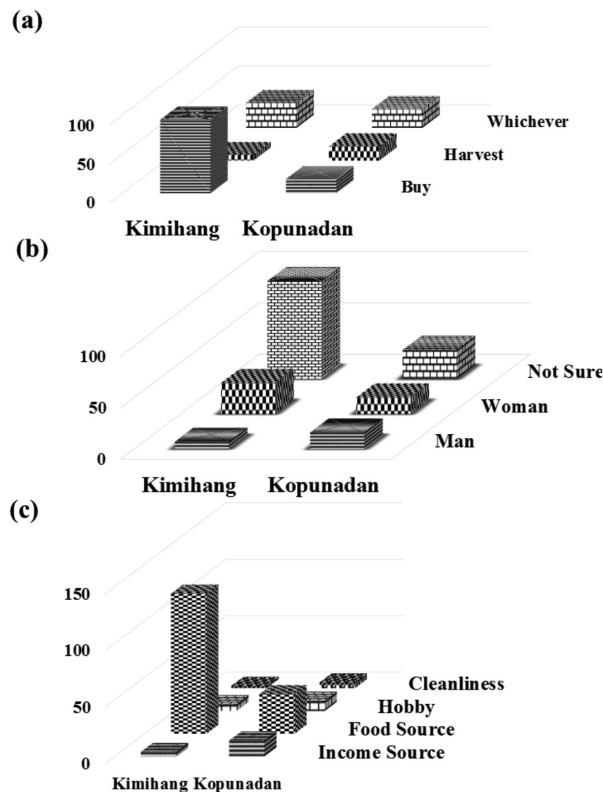 (a)
100
50
0
Whichever
Harvest
Buy
Kimihang Kopunadan
(b)
100
50
0
Not Sure
Woman
Man
Kimihang Kopunadan
(c)
150
100
50
0
Cleanliness
Hobby
Food Source
Income Source
Kimihang Kopunadan